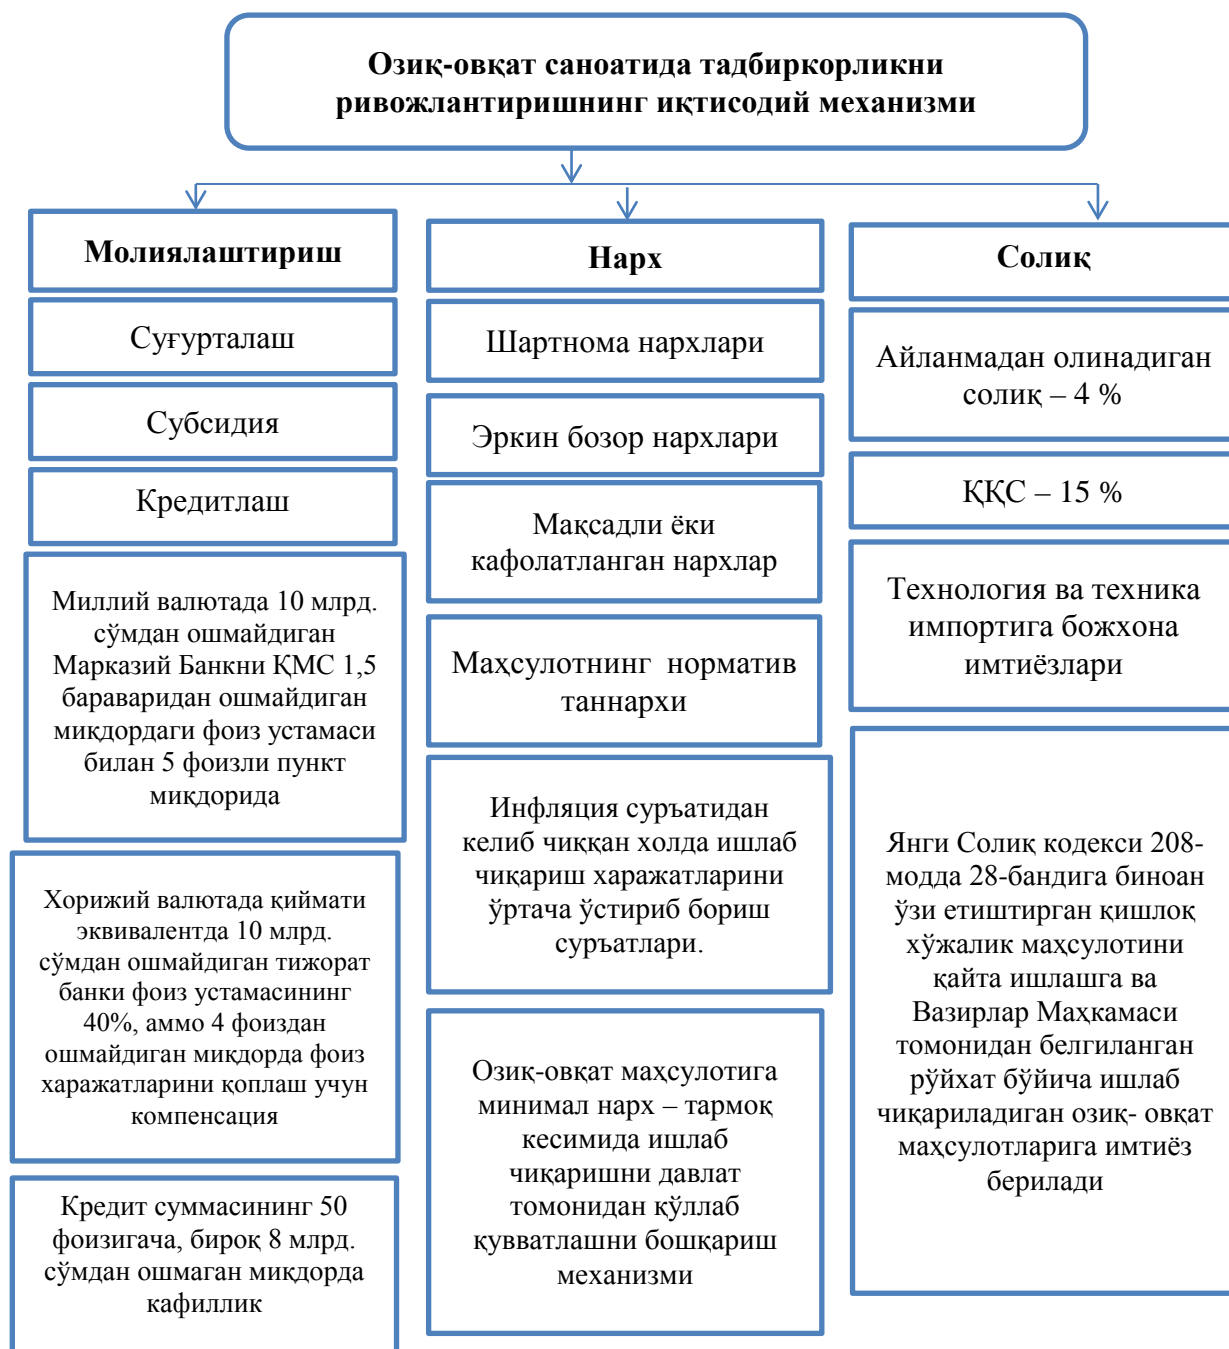 Озиқ-овқат саноатида тадбиркорликни
ривожлантиришнинг иқтисодий механизми
Молиялаштириш
Суғурталаш
Субсидия
Кредитлаш
Миллий валютада 10 млрд.
сўмдан ошмайдиган
Марказий Банкни ҚМС 1,5
бараваридан ошмайдиган
миқдордаги фоиз устамаси
билан 5 фоизли пункт
миқдорида
Хорижий валютада қиймати
эквивалентда 10 млрд.
сўмдан ошмайдиган тижорат
банки фоиз устамасининг
40%, аммо 4 фоиздан
ошмайдиган миқдорда фоиз
харажатларини қоплаш учун
компенсация
Кредит суммасининг 50
фоизигача, бироқ 8 млрд.
сўмдан ошмаган миқдорда
кафиллик
Нарх
Шартнома нархлари
Эркин бозор нархлари
Мақсадли ёки
кафолатланган нархлар
Маҳсулотнинг норматив
таннархи
Инфляция суръатидан
келиб чиққан холда ишлаб
чиқариш харажатларини
ўртача ўстириб бориш
суръатлари.
Озиқ-овқат маҳсулотига
минимал нарх – тармоқ
кесимида ишлаб
чиқаришни давлат
томонидан қўллаб
қувватлашни бошқариш
механизми
Солиқ
Айланмадан олинадиган
солиқ – 4 %
ҚҚС – 15 %
Технология ва техника
импортига божхона
имтиёзлари
Янги Солиқ кодекси 208-
модда 28-бандига биноан
ўзи етиштирган қишлоқ
хўжалик маҳсулотини
қайта ишлашга ва
Вазирлар Маҳкамаси
томонидан белгиланган
рўйхат бўйича ишлаб
чиқариладиган озиқ- овқат
маҳсулотларига имтиёз
берилади